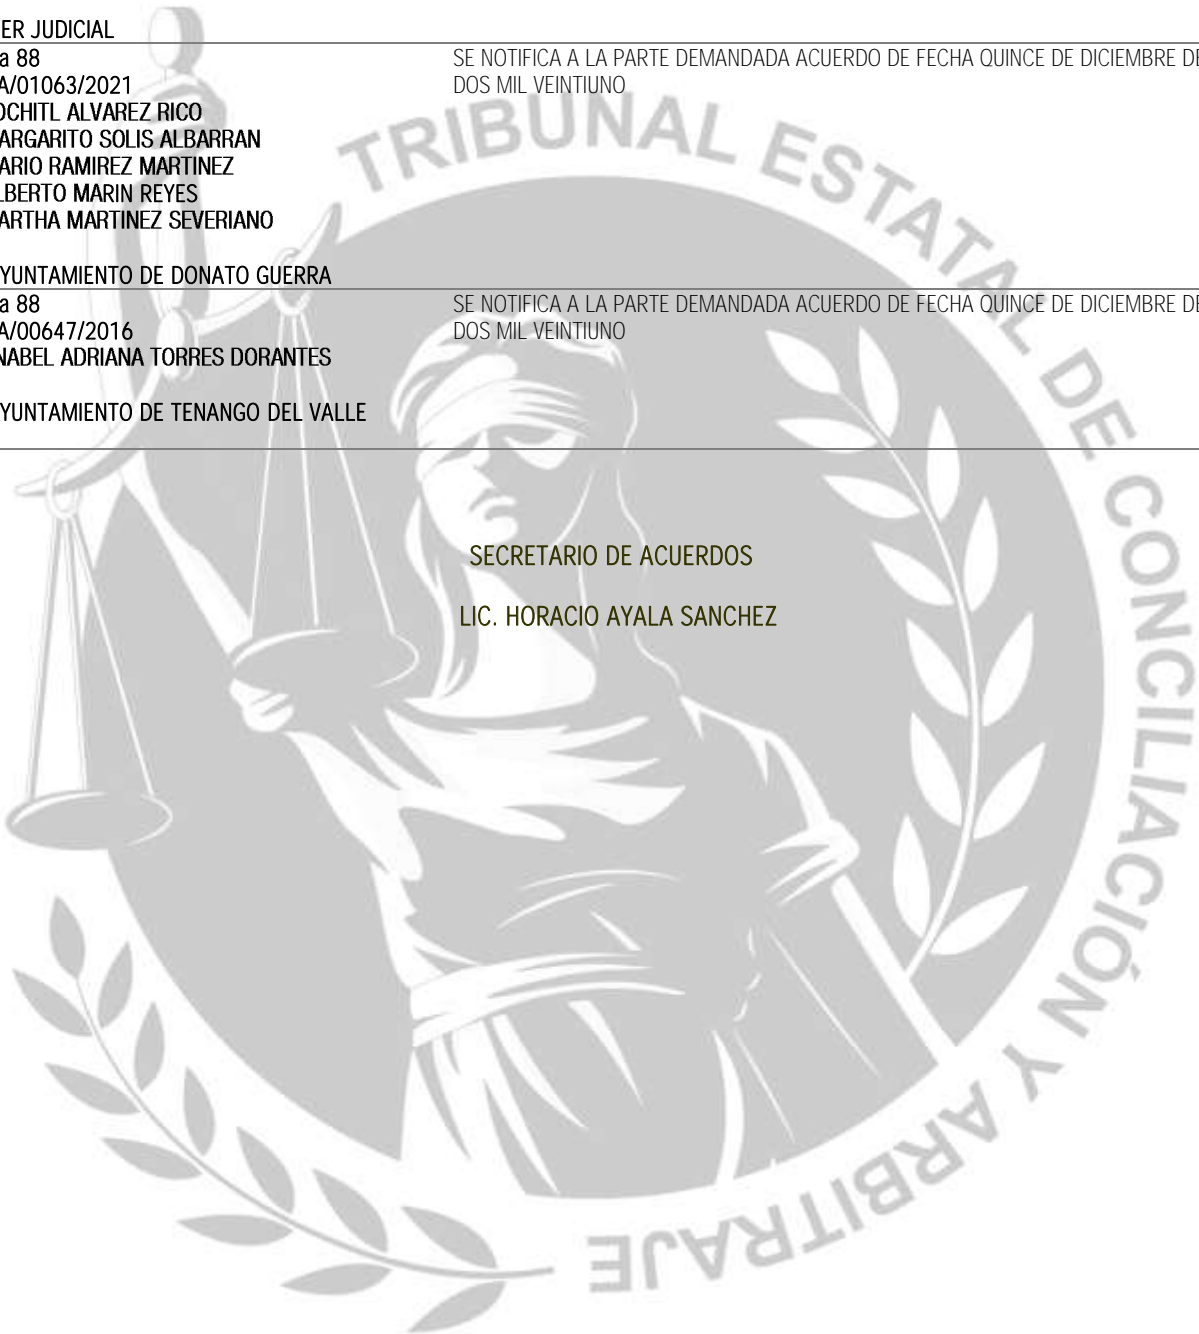 ER JUDICIAL
a 88
A/01063/2021
OCHITL ALVAREZ RICO
ARGARITO SOLIS ALBARRAN
ARIO RAMIREZ MARTINEZ
LBERTO MARIN REYES
ARTHA MARTINEZ SEVERIANO
YUNTAMIENTO DE DONATO GUERRA
SE NOTIFICA A LA PARTE DEMANDADA ACUERDO DE FECHA QUINCE DE DICIEMBRE DE
DOS MIL VEINTIUNO
a 88
A/00647/2016
NABEL ADRIANA TORRES DORANTES
YUNTAMIENTO DE TENANGO DEL VALLE
SE NOTIFICA A LA PARTE DEMANDADA ACUERDO DE FECHA QUINCE DE DICIEMBRE DE
DOS MIL VEINTIUNO
SECRETARIO DE ACUERDOS
LIC. HORACIO AYALA SANCHEZ
TRIBUNAL ESTATAL DE CONCILIACIÓN Y ARBITRAJE